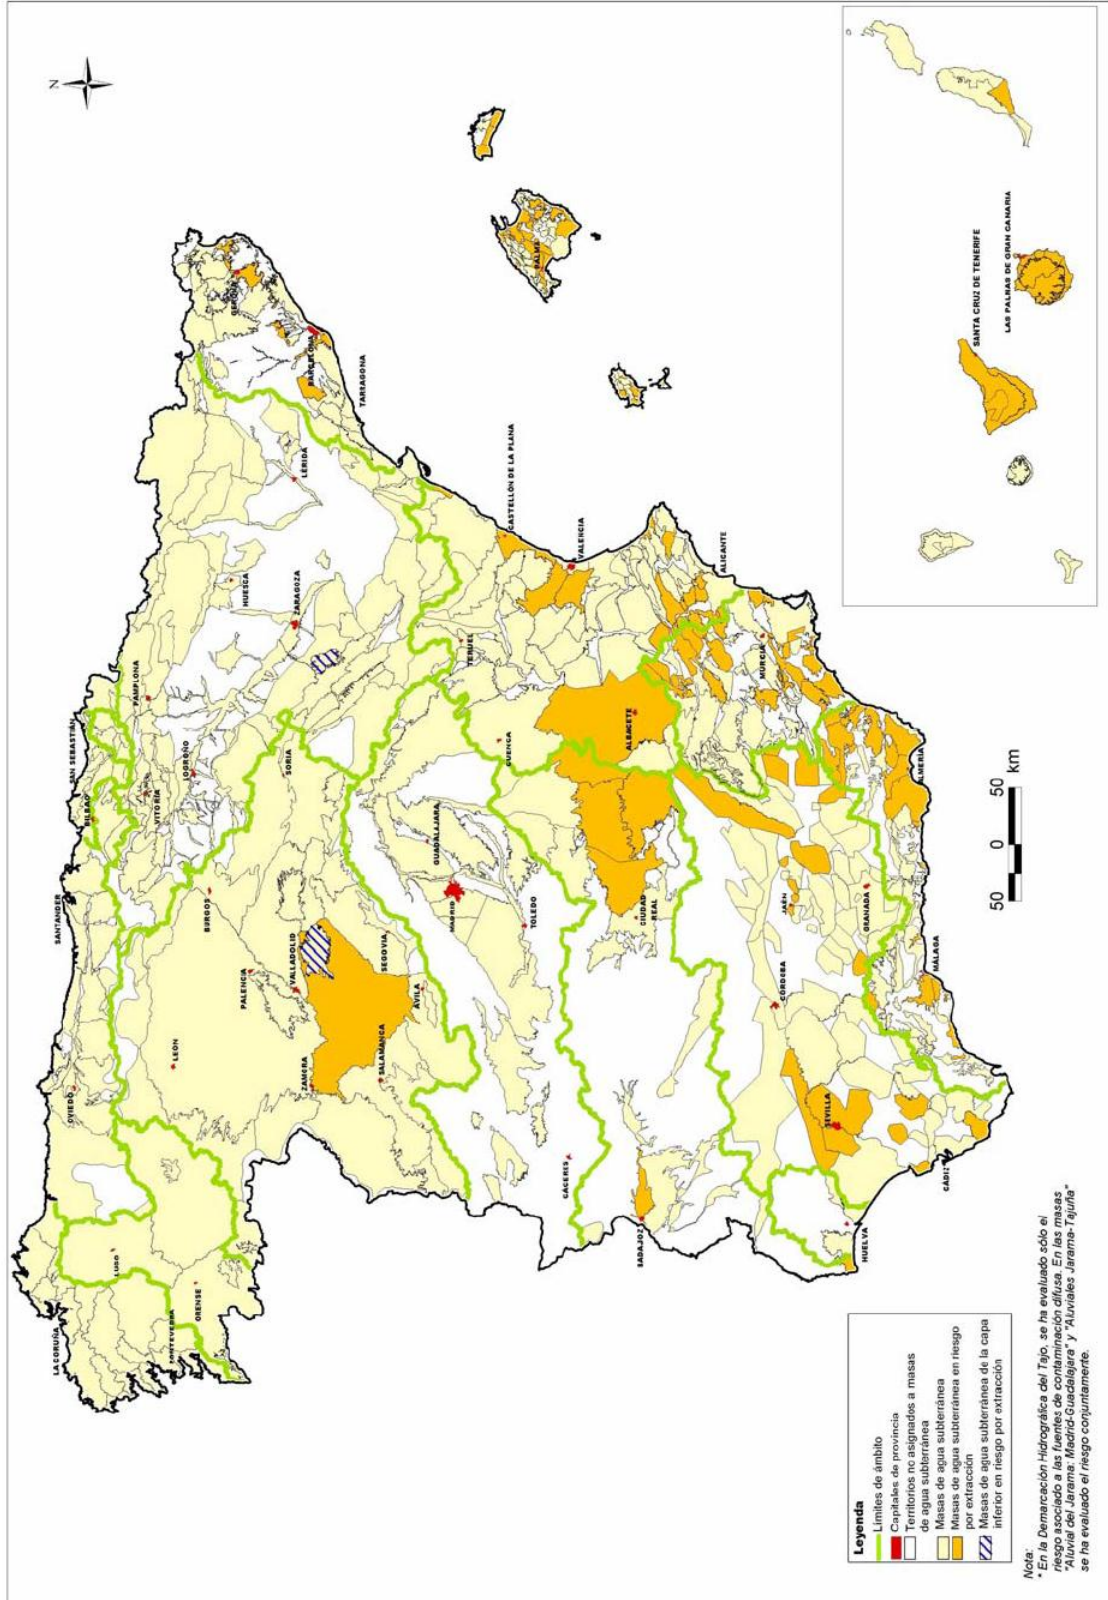 N
LA CORUÑA
LUGO
PONTEVEDRA
ORENSE
OVIEDO
SANTANDER
BILBAO
SAN SEBASTIÁN
VITORIA
PAMPLONA
LOGROÑO
LEON
PALENCIA
BURGOS
HUESCA
LÉRIDA
GERONA
BARCELONA
TARRAGONA
ZARAGOZA
SORIA
ZAMORA
VALLADOLID
SALAMANCA
SEGOVIA
ÁVILA
GUADALAJARA
MADRID
TOLEDO
CUENCA
TERUEL
CASTELLÓN DE LA PLANA
VALENCIA
PALMA
CÁCERES
BADAJOZ
CIUDAD
REAL
ALBACETE
ALICANTE
MURCIA
CÓRDOBA
JAÉN
SEVILLA
HUELVA
CÁDIZ
GRANADA
MÁLAGA
ALMERÍA
SANTA CRUZ DE TENERIFE
LAS PALMAS DE GRAN CANARIA
50 0 50
km
Leyenda
Límites de ámbito
Capitales de provincia
Territorios no asignados a masas
de agua subterránea
Masas de agua subterránea
Masas de agua subterránea en riesgo
por extracción
Masas de agua subterránea de la capa
inferior en riesgo por extracción
Nota:
* En la Demarcación Hidrográfica del Tajo, se ha evaluado sólo el
riesgo asociado a las fuentes de contaminación difusa. En las masas
"Aluvial del Jarama: Madrid-Guadalajara" y "Aluviales Jarama-Tajuña"
se ha evaluado el riesgo conjuntamente.